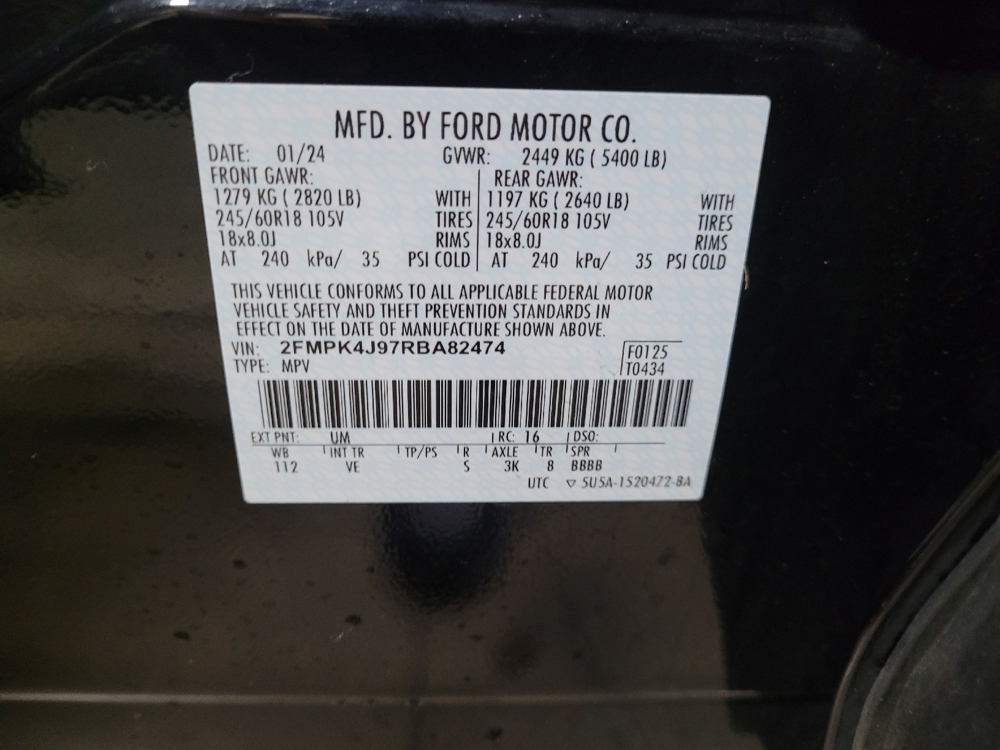 MFD. BY FORD MOTOR CO.
DATE: 01/24 GVWR: 2449 KG ( 5400 LB)
FRONT GAWR: REAR GAWR:
1279 KG ( 2820 LB) WITH 1197 KG ( 2640 LB) WITH
245/60R18 105V TIRES 245/60R18 105V TIRES
18x8.0J RIMS 18x8.0J RIMS
AT 240 kPa/ 35 PSI COLD AT 240 kPa/ 35 PSI COLD
THIS VEHICLE CONFORMS TO ALL APPLICABLE FEDERAL MOTOR
VEHICLE SAFETY AND THEFT PREVENTION STANDARDS IN
EFFECT ON THE DATE OF MANUFACTURE SHOWN ABOVE.
VIN: 2FMPK4J97RBA82474 F0125
TYPE: MPV T0434
EXT PNT: UM RC: 16 DSO:
WB INT TR TP/PS R AXLE TR SPR
112 VE S 3K 8 BBBB
UTC ▽ 5U5A-1520472-BA